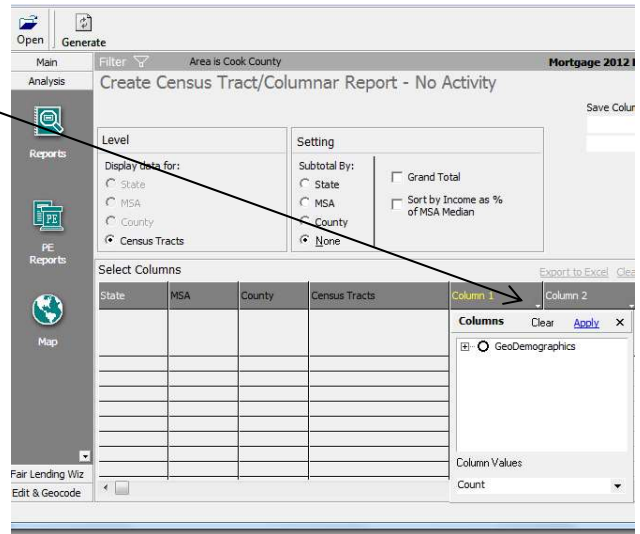 Open Generate
Main
Analysis
Reports
PE
PE
Reports
Map
Fair Lending Wiz
Edit & Geocode
Filter Area is Cook County Mortgage 2012
Create Census Tract/Columnar Report - No Activity
Save Colum
Level
Display data for:
State
MSA
County
Census Tracts
Setting
Subtotal By:
State
MSA
County
None
Grand Total
Sort by Income as %
of MSA Median
Select Columns
Export to Excel Clea
State MSA County Census Tracts Column 1 Column 2
Columns Clear Apply X
GeoDemographics
Column Values
Count